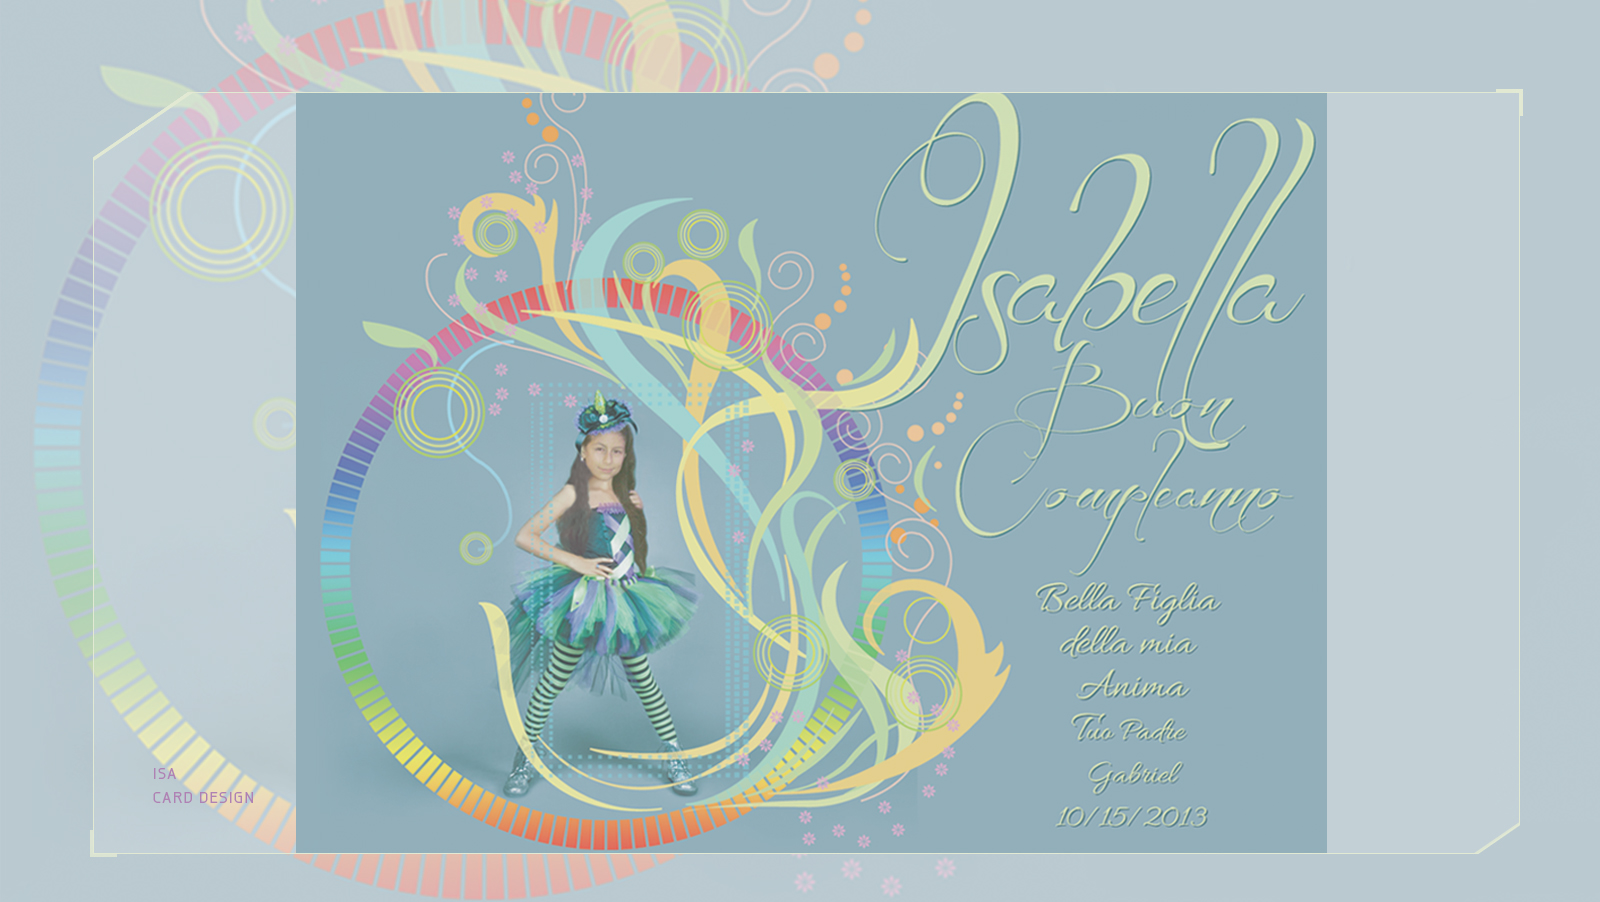 Isabella
Buon
Compleanno
Bella Figlia
della mia
Anima
Tuo Padre
Gabriel
10/15/2013
ISA
CARD DESIGN